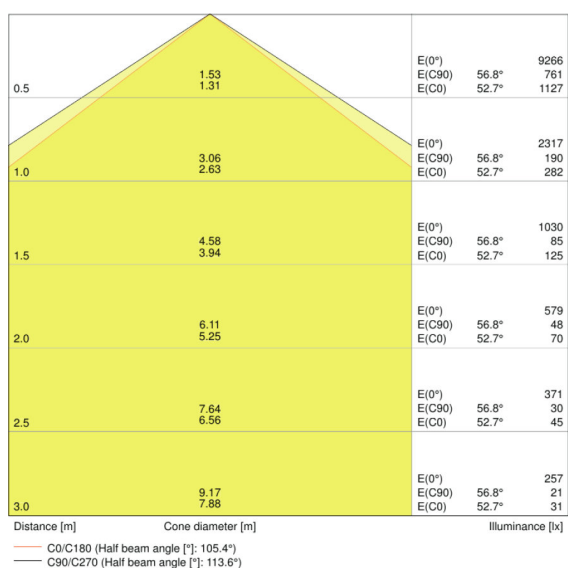 E(0°) 9266
1.53 E(C90) 56.8° 761
0.5 1.31 E(C0) 52.7° 1127
E(0°) 2317
3.06 E(C90) 56.8° 190
1.0 2.63 E(C0) 52.7° 282
E(0°) 1030
4.58 E(C90) 56.8° 85
1.5 3.94 E(C0) 52.7° 125
E(0°) 579
6.11 E(C90) 56.8° 48
2.0 5.25 E(C0) 52.7° 70
E(0°) 371
7.64 E(C90) 56.8° 30
2.5 6.56 E(C0) 52.7° 45
E(0°) 257
9.17 E(C90) 56.8° 21
3.0 7.88 E(C0) 52.7° 31
Distance [m] Cone diameter [m] Illuminance [lx]
C0/C180 (Half beam angle [°]: 105.4°)
C90/C270 (Half beam angle [°]: 113.6°)